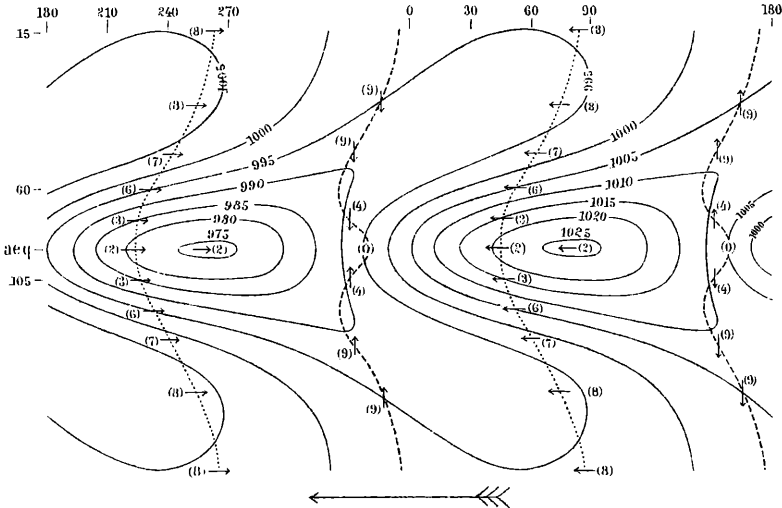 180 210 240 270 0 30 60 90 180
15 (8) (8)
1005 995
(9) (8) (8) (9)
1000 1000
(7) (9) (7) (9)
995 1005
60 (6) 990 (6) 1010
985 1015 (4) 1005
(3) 980 (4) (3) 1020 1000
975 1025
aeq (2) (2) (0) (2) (2) (0)
105 (3) (4) (3) (4)
(6) (6)
(7) (9) (7) (9)
(8) (9) (8) (9)
(8) (8)